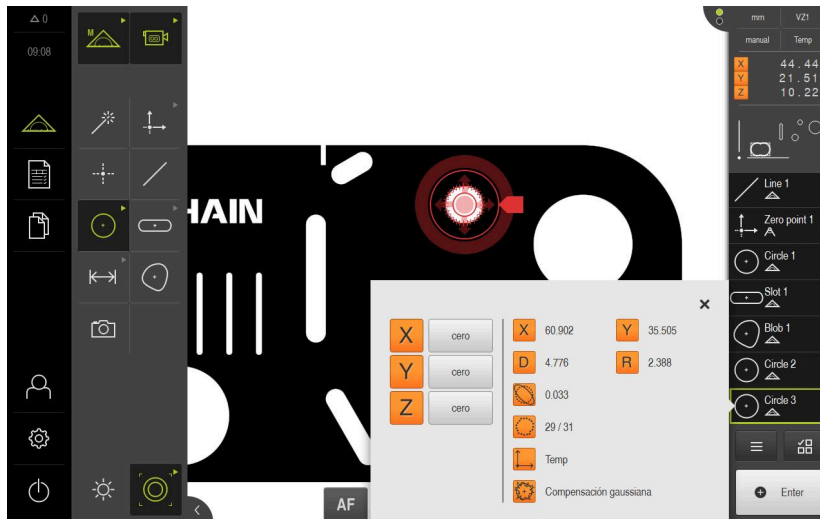 0
09:08
M
HAIN
mm
VZ1
manual
Temp
X 44.44
Y 21.51
Z 10.22
Line 1
Zero point 1
Circle 1
Slot 1
Blob 1
Circle 2
Circle 3
Enter
AF
X cero
Y cero
Z cero
X 60.902 Y 35.505
D 4.776 R 2.388
0.033
29 / 31
Temp
Compensación gaussiana